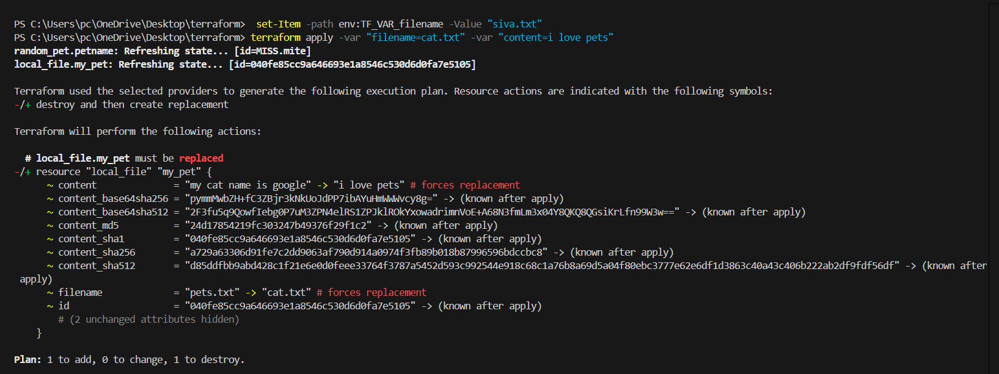 PS C:\Users\pc\OneDrive\Desktop\terraform>  set-Item -path env:TF_VAR_filename -Value "siva.txt"
PS C:\Users\pc\OneDrive\Desktop\terraform> terraform apply -var "filename=cat.txt" -var "content=i love pets"
random_pet.petname: Refreshing state... [id=MISS.mite]
local_file.my_pet: Refreshing state... [id=040fe85cc9a646693e1a8546c530d6d0fa7e5105]
Terraform used the selected providers to generate the following execution plan. Resource actions are indicated with the following symbols:
-/+ destroy and then create replacement
Terraform will perform the following actions:
# local_file.my_pet must be replaced
-/+ resource "local_file" "my_pet" {
~ content              = "my cat name is google" -> "i love pets" # forces replacement
~ content_base64sha256 = "pymmMwbZH+fC3ZBjr3kNkUoJdPP7ibAYuHmWWWvcy8g=" -> (known after apply)
~ content_base64sha512 = "2F3fu5q9QowfIebg0P7uM3ZPN4elRS1ZPJklROkYxowadrimnVoE+A68N3fmLm3x04Y8QKQ8QGsiKrLfn99W3w==" -> (known after apply)
~ content_md5          = "24d17854219fc303247b49376f29f1c2" -> (known after apply)
~ content_sha1         = "040fe85cc9a646693e1a8546c530d6d0fa7e5105" -> (known after apply)
~ content_sha256       = "a729a63306d91fe7c2dd9063af790d914a0974f3fb89b018b87996596bdccbc8" -> (known after apply)
~ content_sha512       = "d85ddfbb9abd428c1f21e6e0d0feee33764f3787a5452d593c992544e918c68c1a76b8a69d5a04f80ebc3777e62e6df1d3863c40a43c406b222ab2df9fdf56df" -> (known after
apply)
~ filename             = "pets.txt" -> "cat.txt" # forces replacement
~ id                   = "040fe85cc9a646693e1a8546c530d6d0fa7e5105" -> (known after apply)
# (2 unchanged attributes hidden)
}
Plan: 1 to add, 0 to change, 1 to destroy.